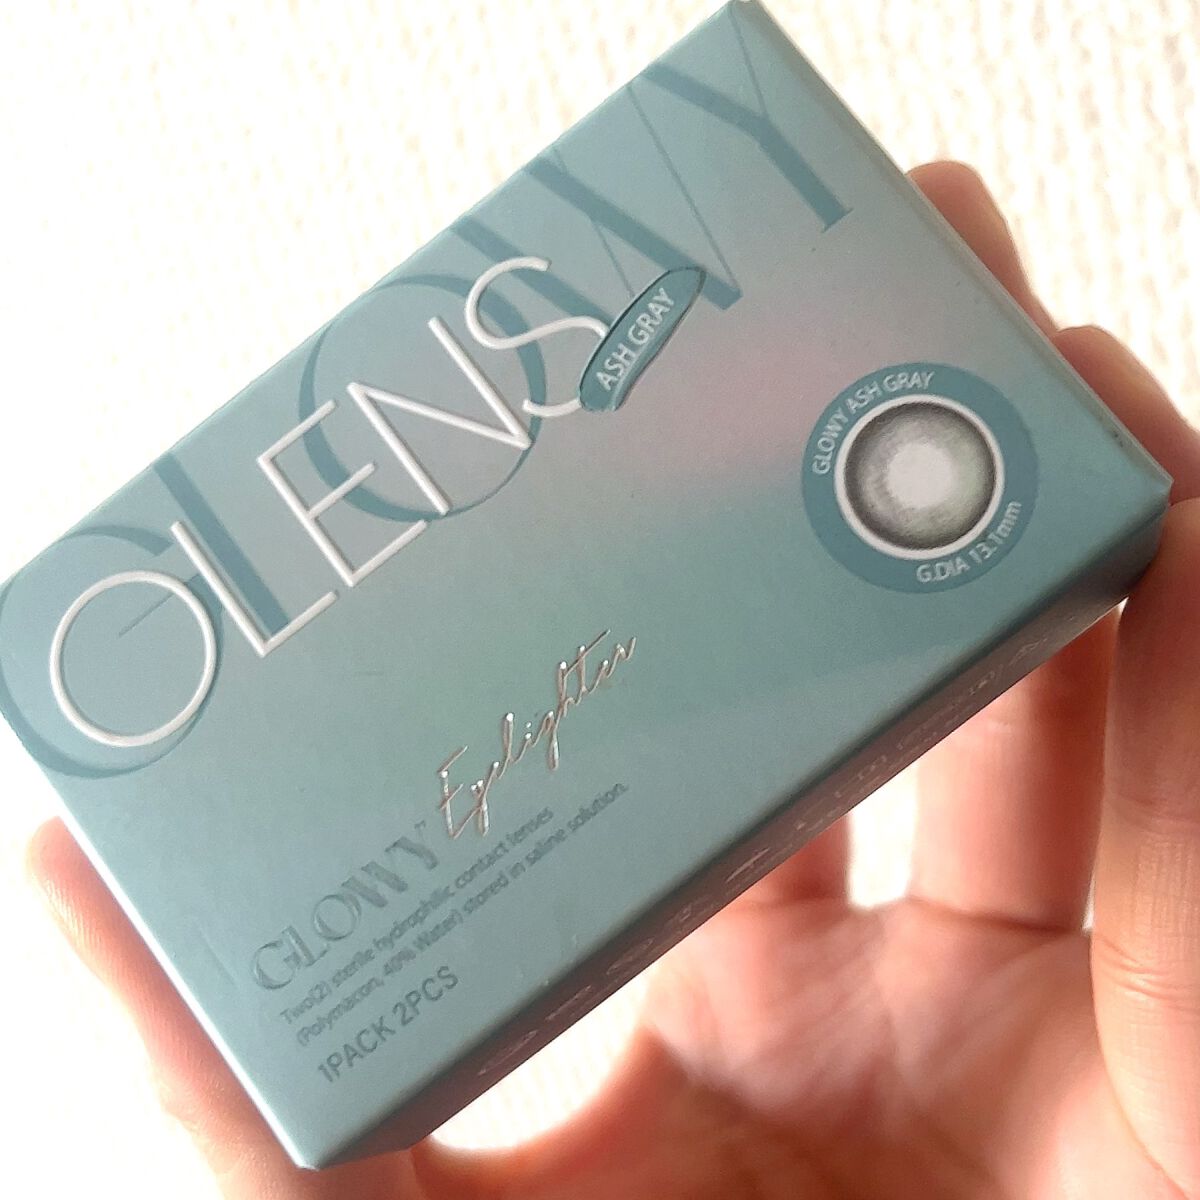 GLOWY
OLENS
ASH GRAY
GLOWY ASH GRAY
G.DIA 13.1mm
Eyelighter
GLOWY
Two(2) sterile hydrophilic contact lenses
(Polymacon, 40% Water) stored in saline solution.
1PACK 2PCS